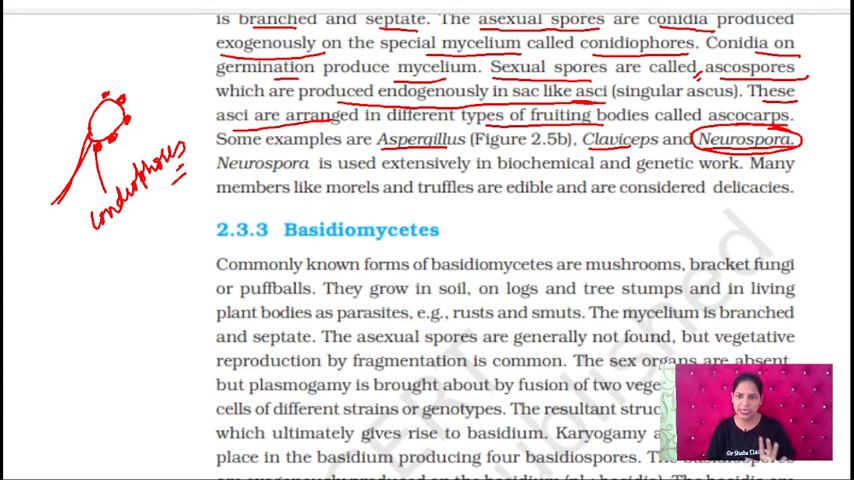 is branched and septate. The asexual spores are conidia produced
exogenously on the special mycelium called conidiophores. Conidia on
germination produce mycelium. Sexual spores are called ascospores
which are produced endogenously in sac like asci (singular ascus). These
asci are arranged in different types of fruiting bodies called ascocarps.
Some examples are Aspergillus (Figure 2.5b), Claviceps and Neurospora.
Neurospora is used extensively in biochemical and genetic work. Many
members like morels and truffles are edible and are considered delicacies.
2.3.3 Basidiomycetes
Commonly known forms of basidiomycetes are mushrooms, bracket fungi
or puffballs. They grow in soil, on logs and tree stumps and in living
plant bodies as parasites, e.g., rusts and smuts. The mycelium is branched
and septate. The asexual spores are generally not found, but vegetative
reproduction by fragmentation is common. The sex organs are absent,
but plasmogamy is brought about by fusion of two
cells of different strains or genotypes. The resultant
which ultimately gives rise to basidium. Karyogamy
place in the basidium producing four basidiospores.